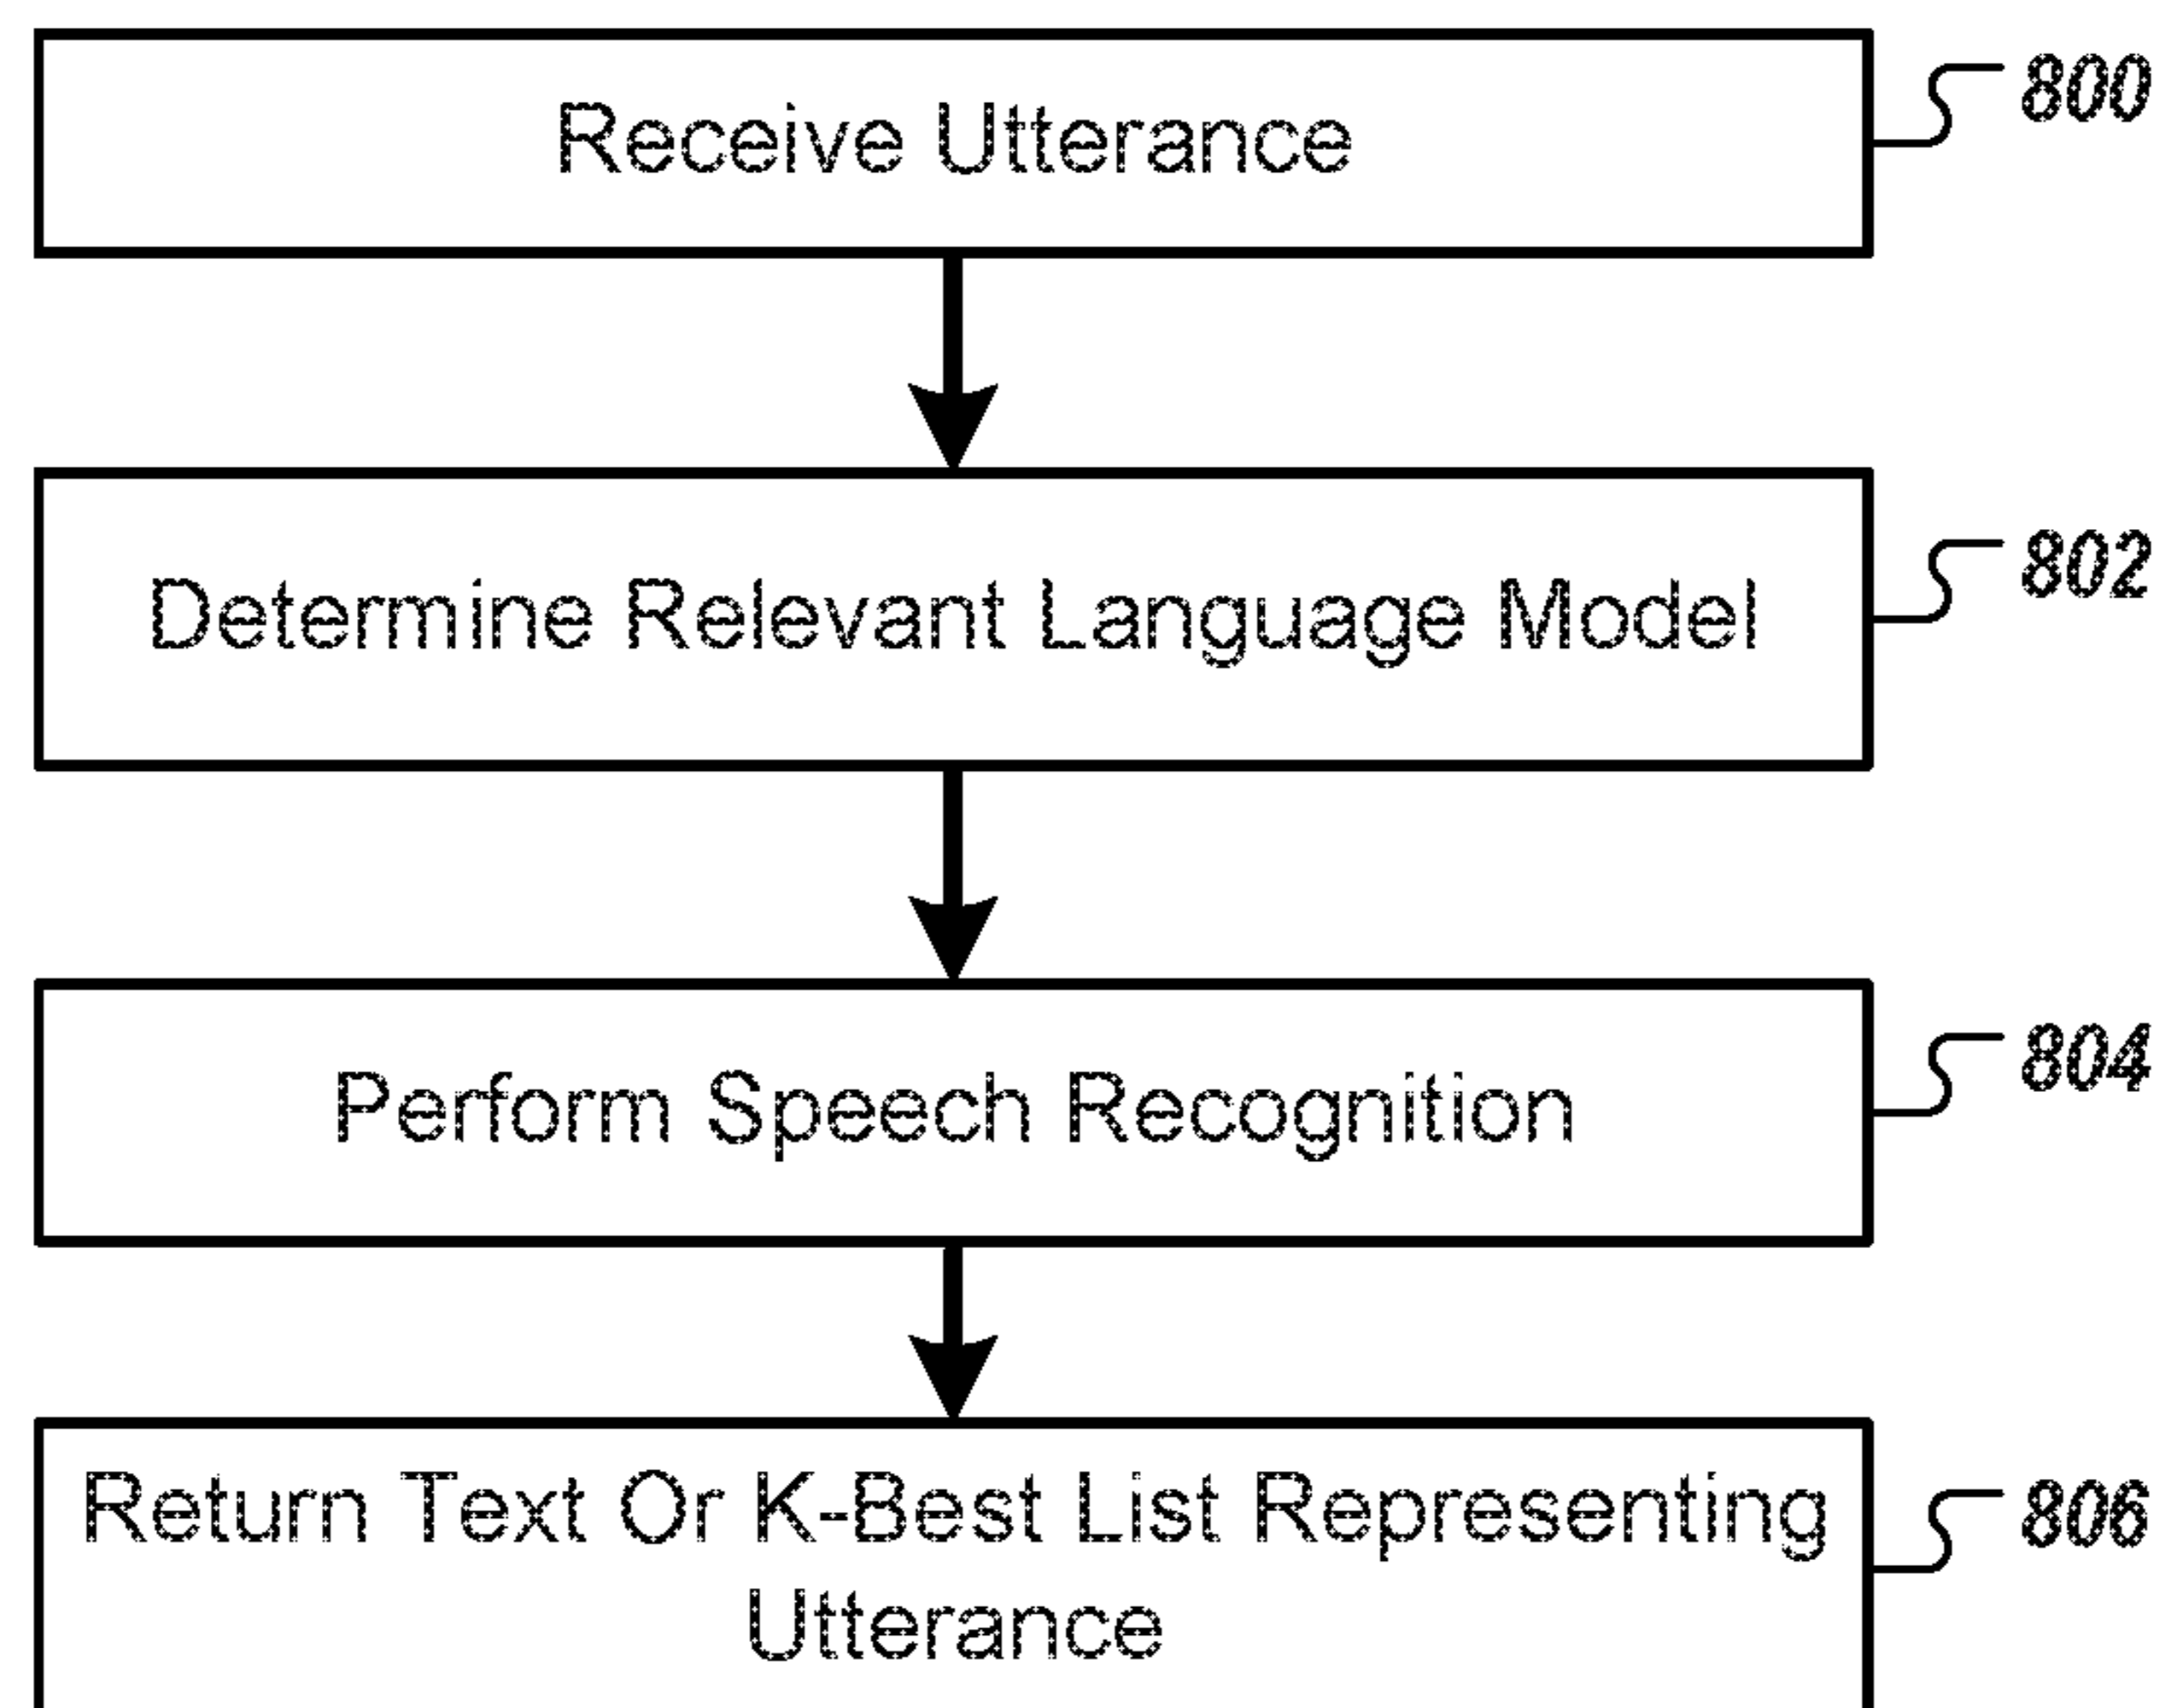 Receive Utterance
800
Determine Relevant Language Model
802
Perform Speech Recognition
804
Return Text Or K-Best List Representing
Utterance
806